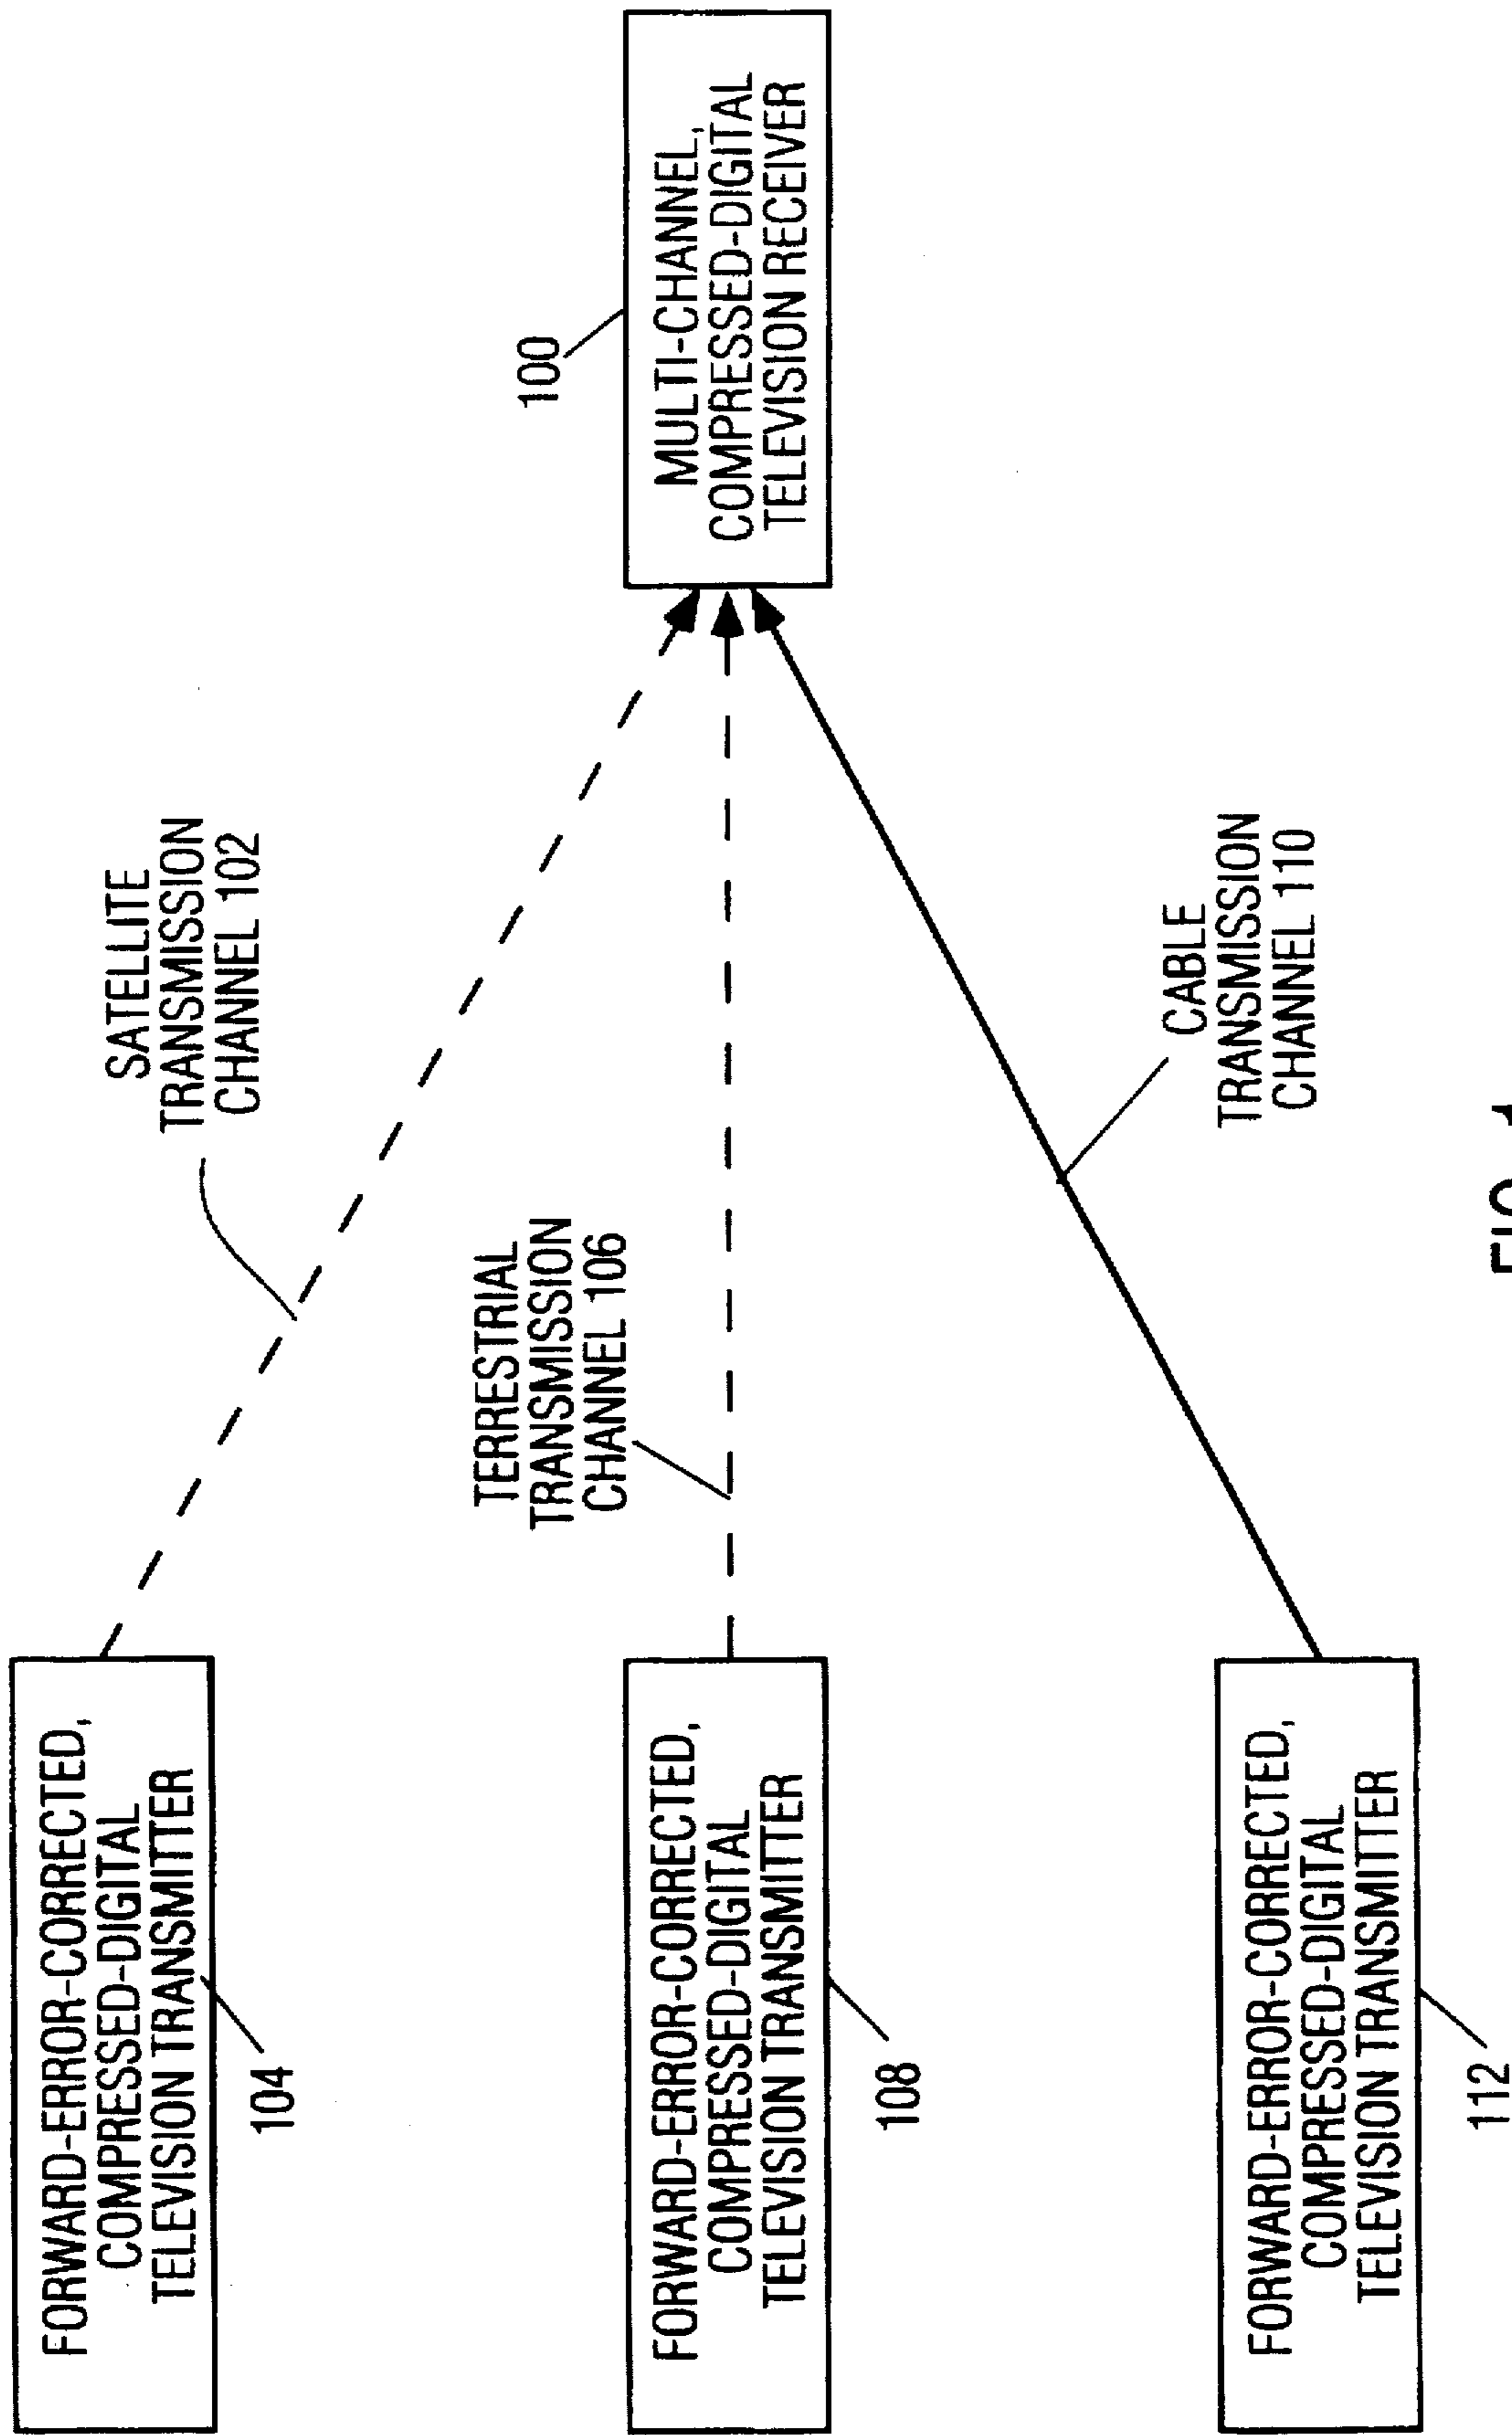 FORWARD-ERROR-CORRECTED,
COMPRESSED-DIGITAL
TELEVISION TRANSMITTER
104
SATELLITE
TRANSMISSION
CHANNEL 102
FORWARD-ERROR-CORRECTED,
COMPRESSED-DIGITAL
TELEVISION TRANSMITTER
108
TERRESTRIAL
TRANSMISSION
CHANNEL 106
100
MULTI-CHANNEL,
COMPRESSED-DIGITAL
TELEVISION RECEIVER
FORWARD-ERROR-CORRECTED,
COMPRESSED-DIGITAL
TELEVISION TRANSMITTER
112
CABLE
TRANSMISSION
CHANNEL 110